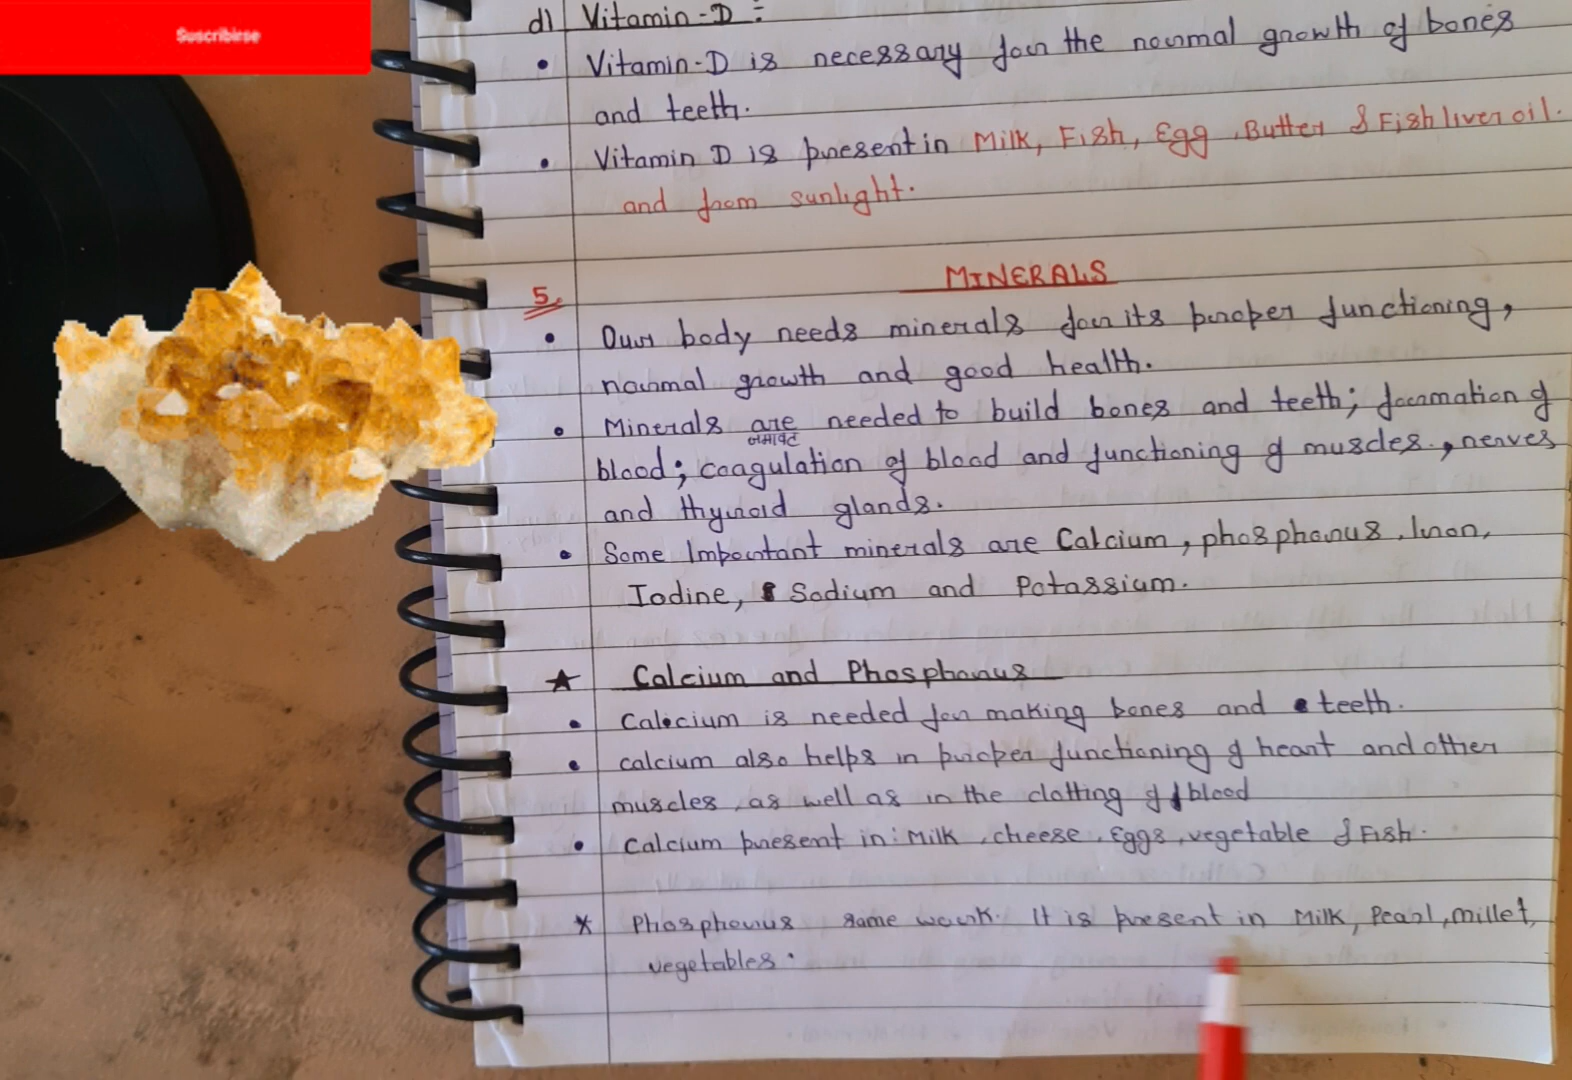 Suscribirse
d) Vitamin-D :
• Vitamin-D is necessary for the normal growth of bones
and teeth.
• Vitamin D is present in Milk, Fish, Egg, Butter & Fish liver oil.
and from sunlight.
5. MINERALS
• Our body needs minerals for its proper functioning,
normal growth and good health.
• Minerals are needed to build bones and teeth; formation of
जमावट
blood; coagulation of blood and functioning of muscles, nerves
and thyroid glands.
• Some Important minerals are Calcium, phosphorus, Iron,
Iodine, Sodium and Potassium.
★ Calcium and Phosphorus
• Calcium is needed for making bones and teeth.
• calcium also helps in proper functioning of heart and other
muscles, as well as in the clotting of blood
• Calcium present in: Milk, cheese, Eggs, vegetable & Fish.
* Phosphorus same work. It is present in Milk, Pearl, millet,
vegetables.